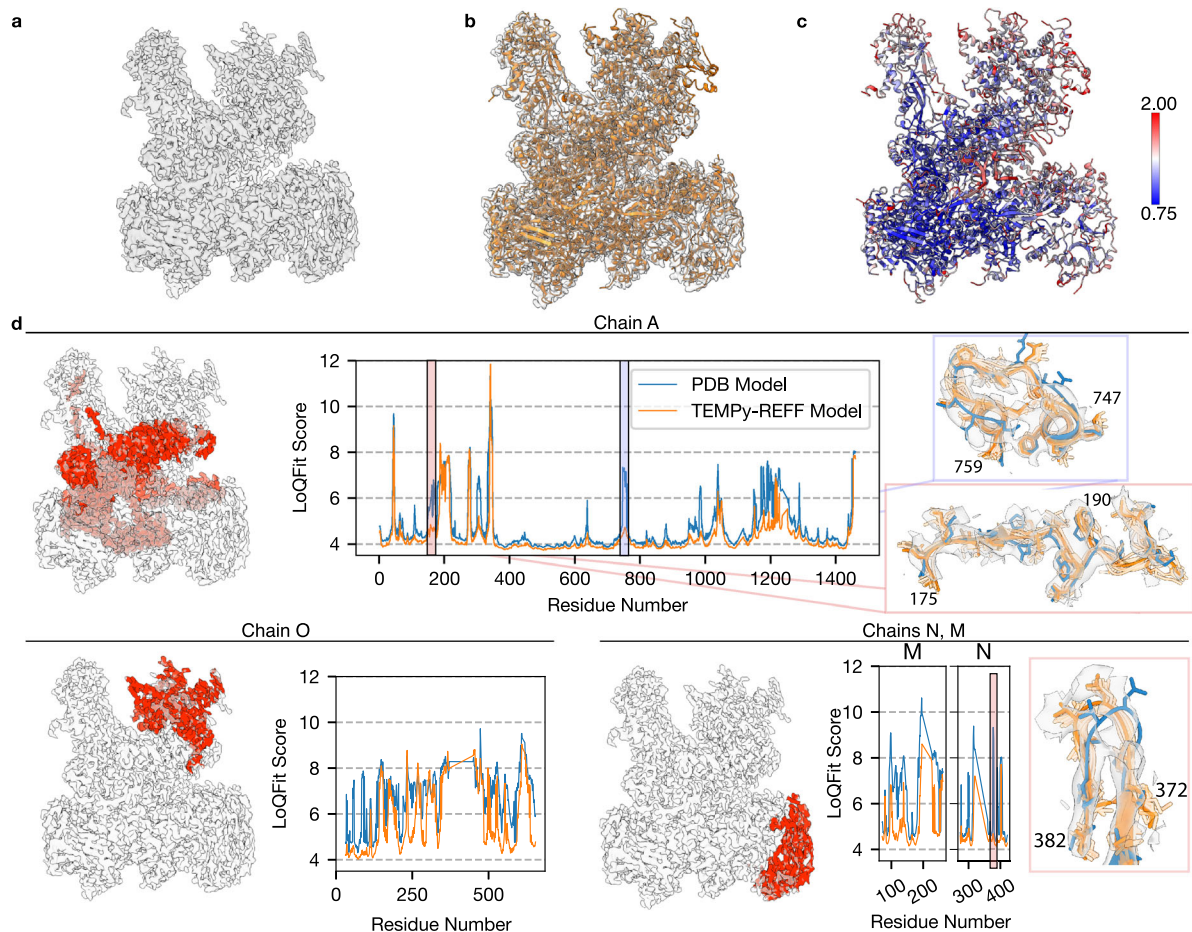 a
b
c
2.00
0.75
d
Chain A
12
10
8
6
4
LoQFit Score
PDB Model
TEMPy-REFF Model
0
200
400
600
800
1000
1200
1400
Residue Number
747
759
190
175
Chain O
12
10
8
6
4
LoQFit Score
0
250
500
Residue Number
Chains N, M
M
N
12
10
8
6
4
LoQFit Score
100
200
300
400
Residue Number
372
382